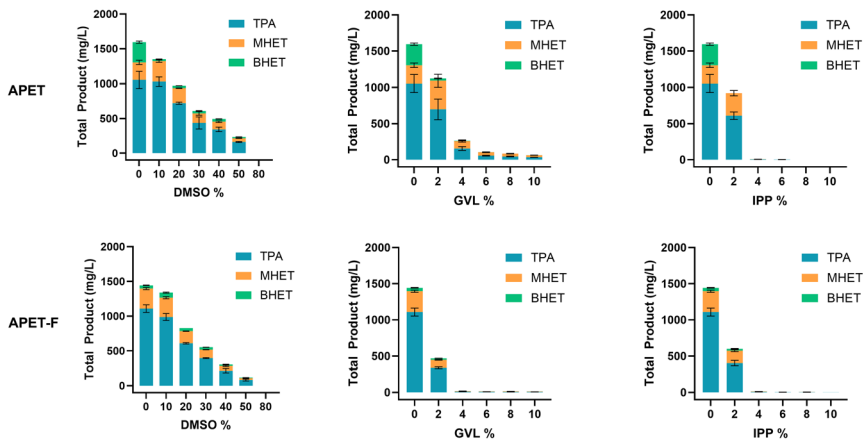 APET
Total Product (mg/L)
2000
1500
1000
500
0
0 10 20 30 40 50 80
DMSO %
TPA
MHET
BHET
Total Product (mg/L)
2000
1500
1000
500
0
0 2 4 6 8 10
GVL %
TPA
MHET
BHET
Total Product (mg/L)
2000
1500
1000
500
0
0 2 4 6 8 10
IPP %
TPA
MHET
BHET
APET-F
Total Product (mg/L)
2000
1500
1000
500
0
0 10 20 30 40 50 80
DMSO %
TPA
MHET
BHET
Total Product (mg/L)
2000
1500
1000
500
0
0 2 4 6 8 10
GVL %
TPA
MHET
BHET
Total Product (mg/L)
2000
1500
1000
500
0
0 2 4 6 8 10
IPP %
TPA
MHET
BHET